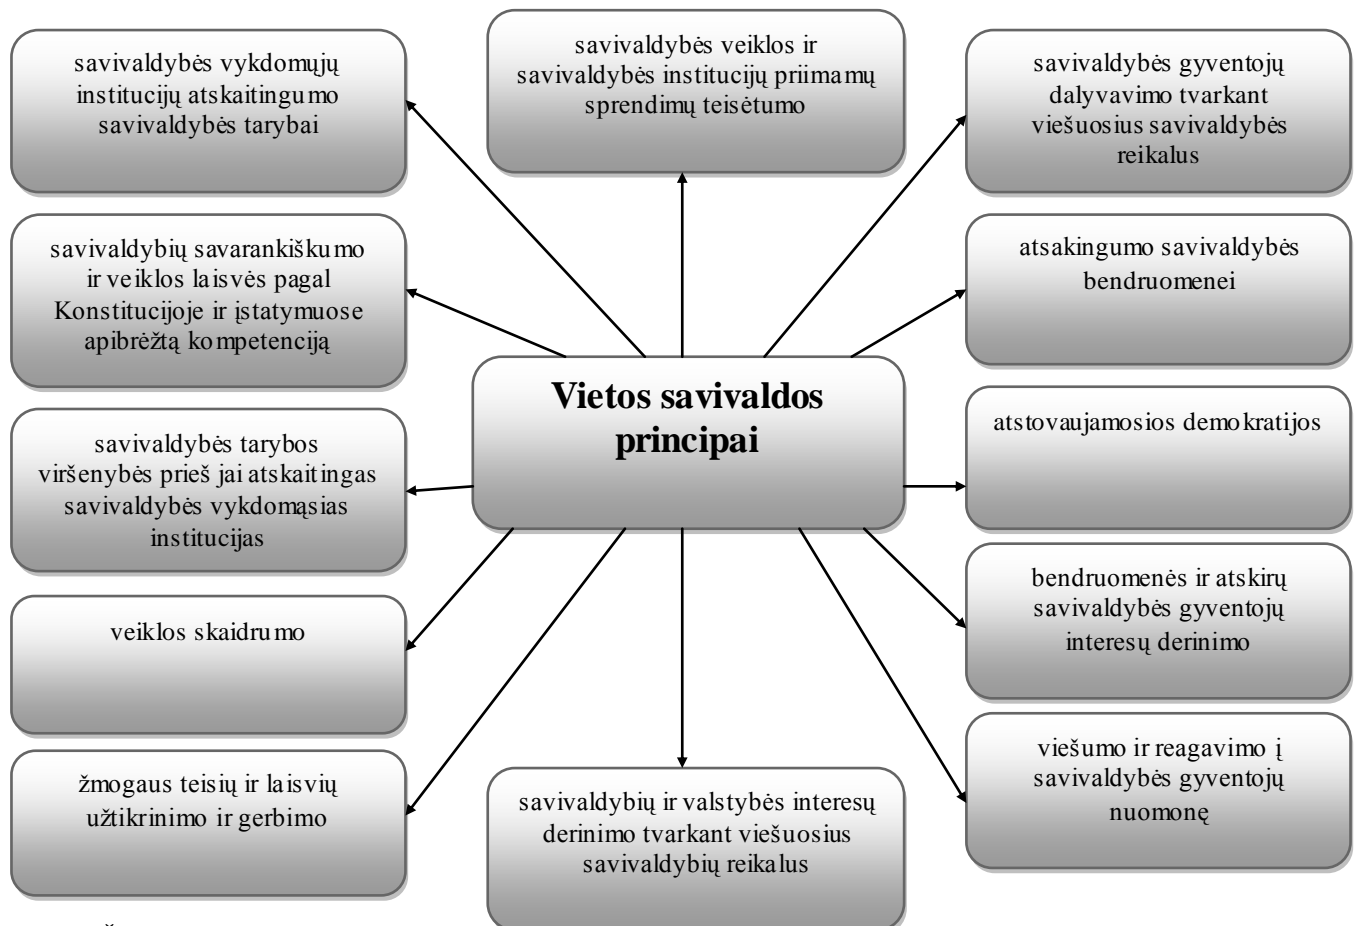 savivaldybės vykdomųjų
institucijų atskaitingumo
savivaldybės tarybai
savivaldybės veiklos ir
savivaldybės institucijų priimamų
sprendimų teisėtumo
savivaldybės gyventojų
dalyvavimo tvarkant
viešuosius savivaldybės
reikalus
savivaldybių savarankiškumo
ir veiklos laisvės pagal
Konstitucijoje ir įstatymuose
apibrėžtą kompetenciją
atsakingumo savivaldybės
bendruomenei
Vietos savivaldos
principai
savivaldybės tarybos
viršenybės prieš jai atskaitingas
savivaldybės vykdomąsias
institucijas
atstovaujamosios demokratijos
veiklos skaidrumo
bendruomenės ir atskirų
savivaldybės gyventojų
interesų derinimo
žmogaus teisių ir laisvių
užtikrinimo ir gerbimo
savivaldybių ir valstybės interesų
derinimo tvarkant viešuosius
savivaldybių reikalus
viešumo ir reagavimo į
savivaldybės gyventojų
nuomonę